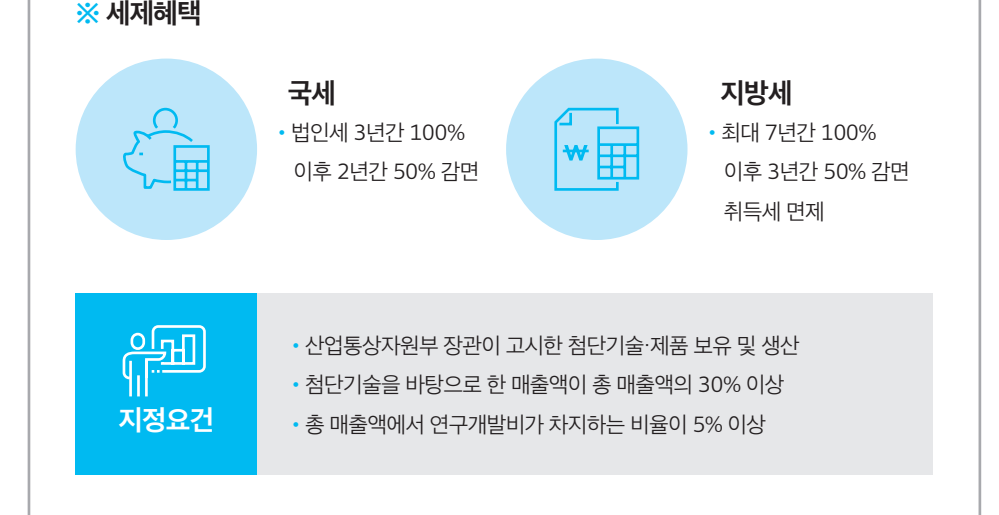 ※ 세제혜택
국세
• 법인세 3년간 100%
이후 2년간 50% 감면
지방세
• 최대 7년간 100%
이후 3년간 50% 감면
취득세 면제
지정요건
• 산업통상자원부 장관이 고시한 첨단기술·제품 보유 및 생산
• 첨단기술을 바탕으로 한 매출액이 총 매출액의 30% 이상
• 총 매출액에서 연구개발비가 차지하는 비율이 5% 이상